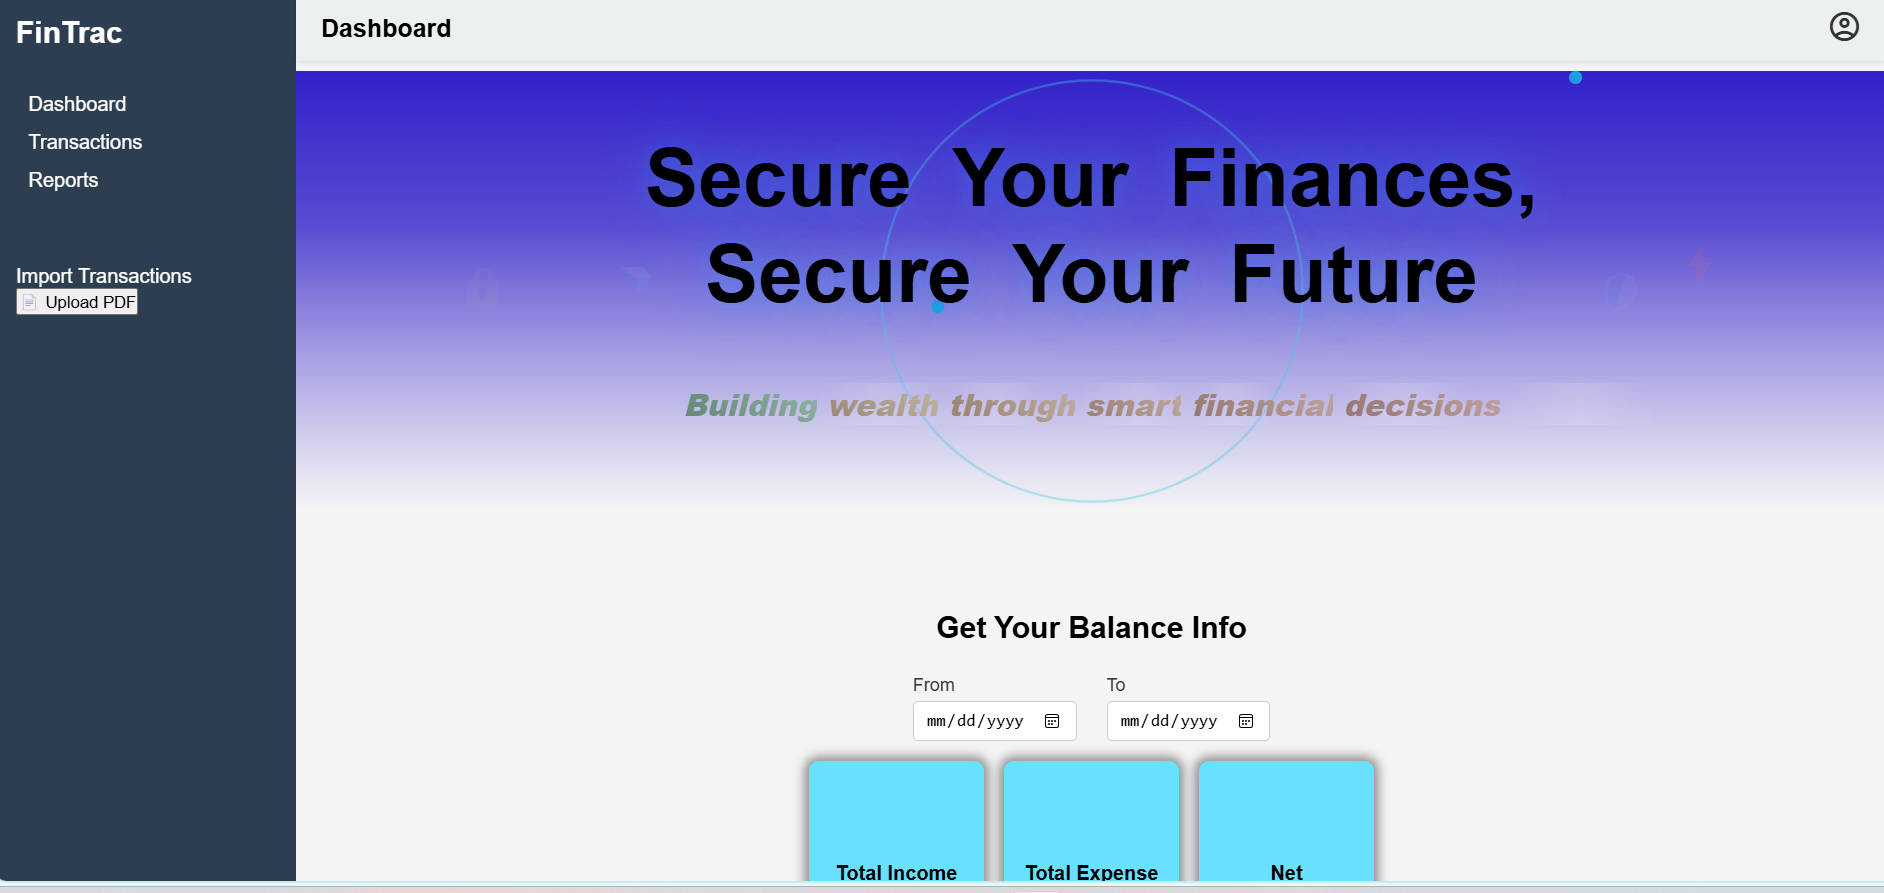 FinTrac
Dashboard
Dashboard
Transactions
Reports
Import Transactions
Upload PDF
Secure Your Finances,
Secure Your Future
Building wealth through smart financial decisions
Get Your Balance Info
From
To
mm/dd/yyyy
mm/dd/yyyy
Total Income
Total Expense
Net